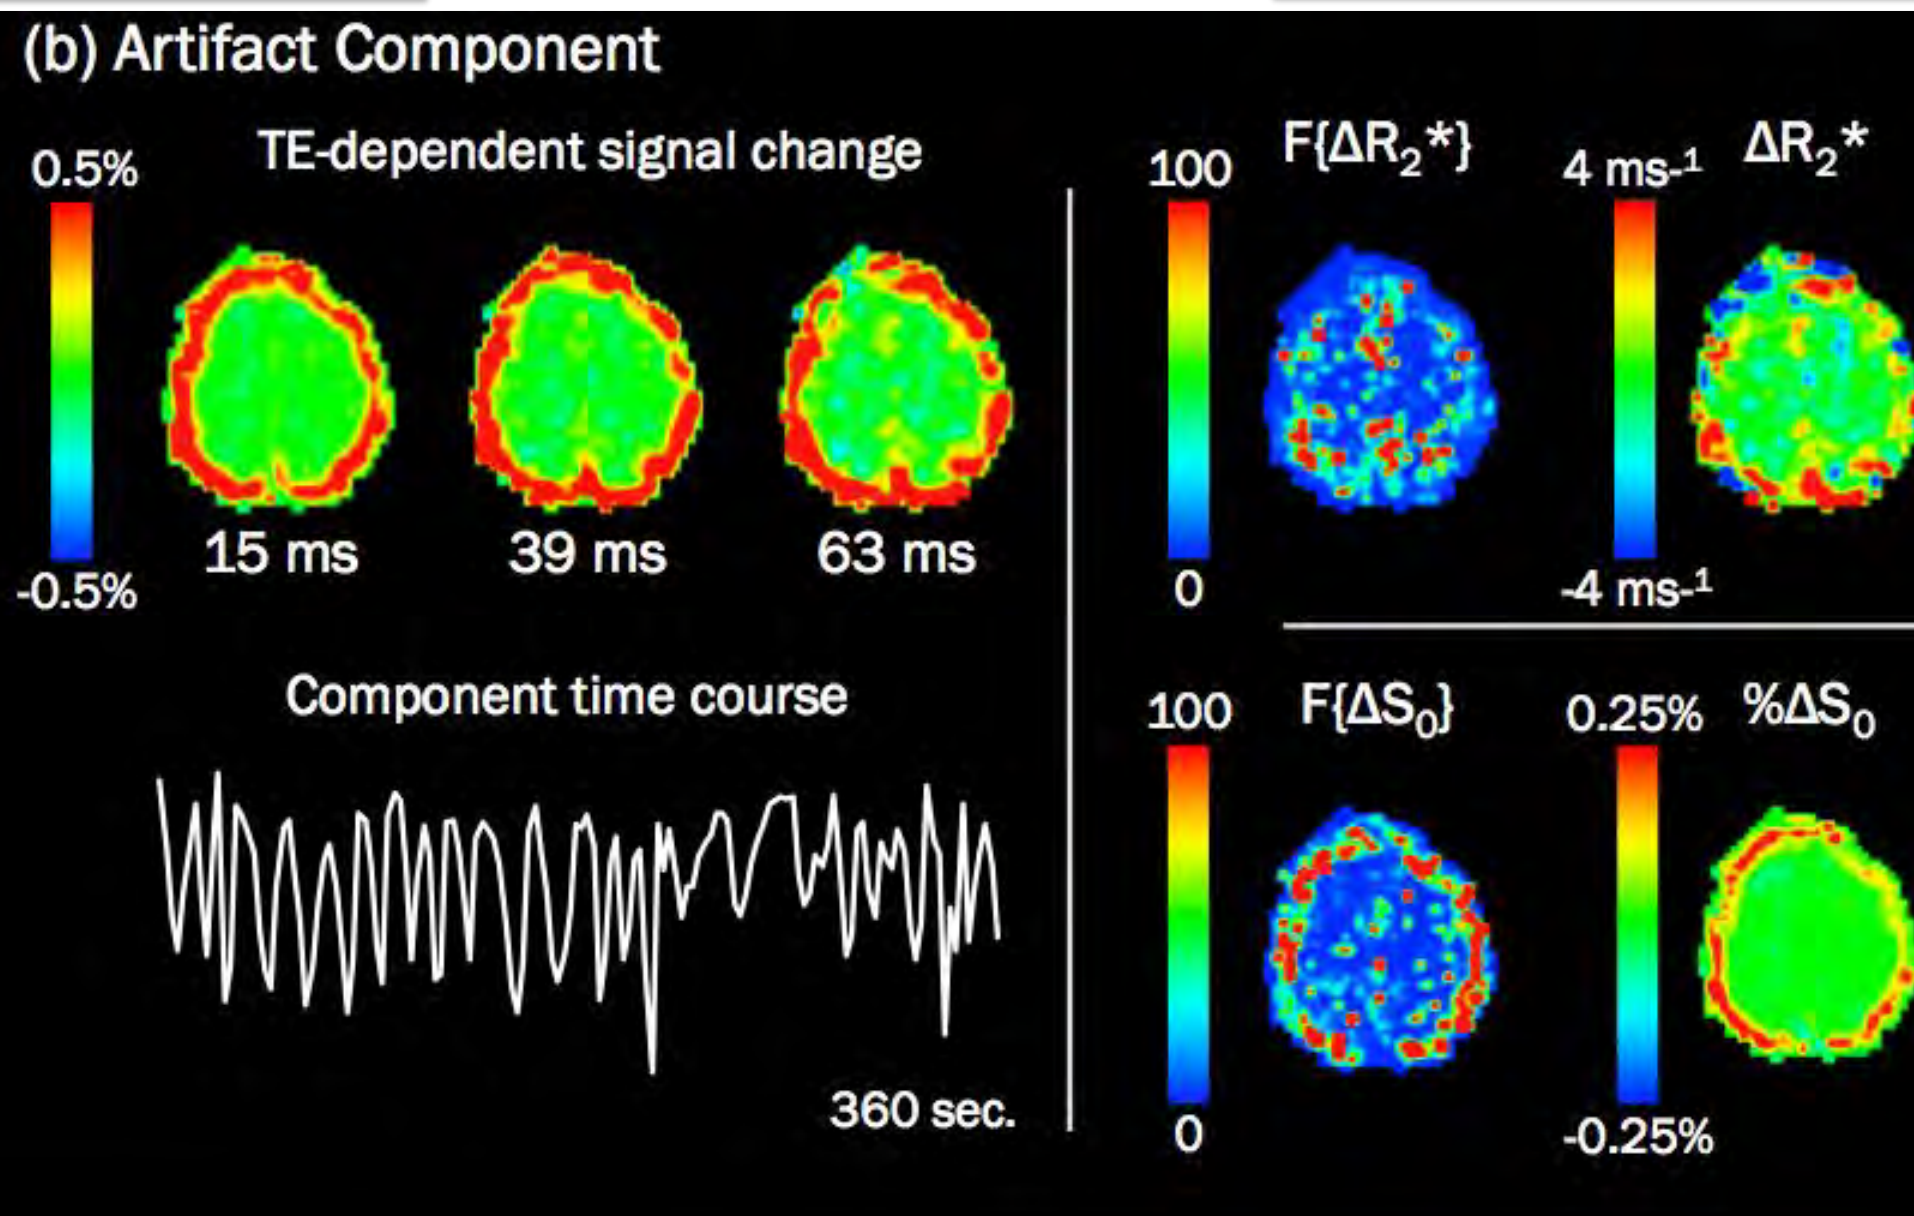 (b) Artifact Component
TE-dependent signal change
0.5%
-0.5%
15 ms
39 ms
63 ms
Component time course
360 sec.
100
F{ΔR₂*}
0
4 ms-¹
ΔR₂*
-4 ms-¹
100
F{ΔS₀}
0
0.25%
%ΔS₀
-0.25%